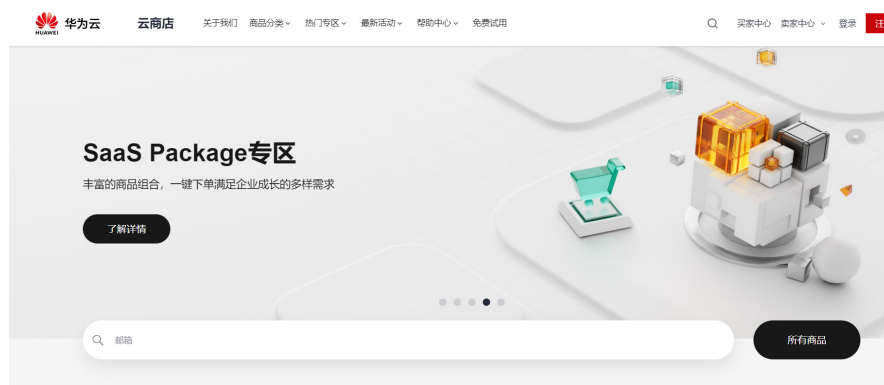 HUAWEI 华为云 云商店 关于我们 商品分类 热门专区 最新活动 帮助中心 免费试用 买家中心 卖家中心 登录 注
SaaS Package专区
丰富的商品组合，一键下单满足企业成长的多样需求
了解详情
邮箱 所有商品